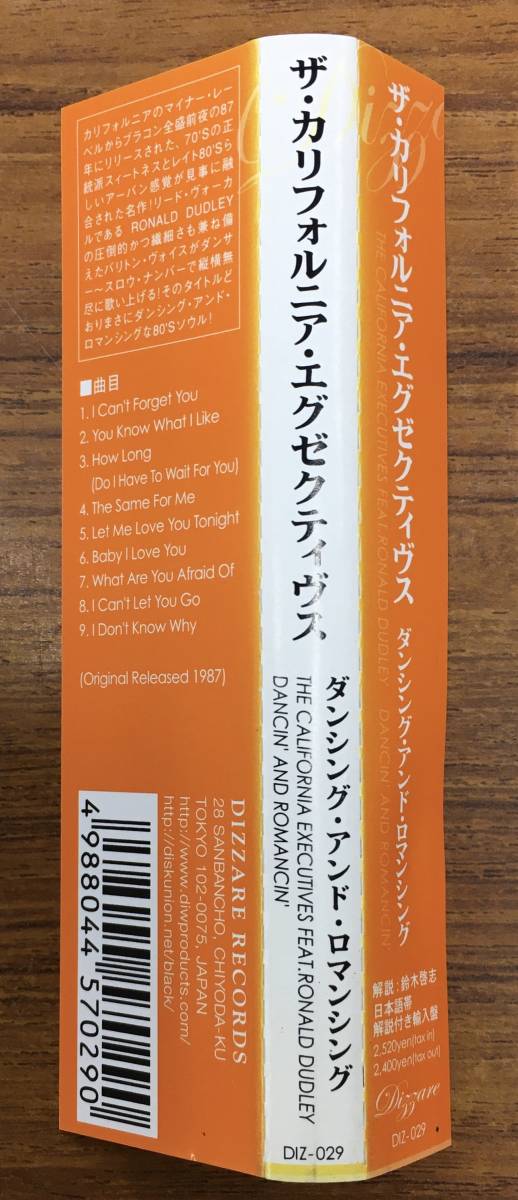 カリフォルニアのマイナー・レー
ベルからブラコン全盛前夜の87
年にリリースされた、70'Sの正
統派スィートネスとレイト80'Sら
しいアーバン感覚が見事に融
合された名作!リード・ヴォーカ
ルである RONALD DUDLEY
の圧倒的かつ繊細さも兼ね備
えたバリトン・ヴォイスがダンサ
ー〜スロウ・ナンバーで縦横無
尽に歌い上げる!そのタイトルど
おりまさにダンシング・アンド・
ロマンシングな80'Sソウル!
■曲目
1. I Can't Forget You
2. You Know What I Like
3. How Long
(Do I Have To Wait For You)
4. The Same For Me
5. Let Me Love You Tonight
6. Baby I Love You
7. What Are You Afraid Of
8. I Can't Let You Go
9. I Don't Know Why
(Original Released 1987)
DIZZARE RECORDS
28 SANBANCHO, CHIYODA-KU
TOKYO 102-0075, JAPAN
http://www.diwproducts.com/
http://diskunion.net/black/
4 988044 570290
ザ・カリフォルニア・エグゼクティヴス
ダンシング・アンド・ロマンシング
THE CALIFORNIA EXECUTIVES FEAT.RONALD DUDLEY
DANCIN' AND ROMANCIN'
DIZ-029
ザ・カリフォルニア・エグゼクティヴス ダンシング・アンド・ロマンシング
THE CALIFORNIA EXECUTIVES FEAT.RONALD DUDLEY DANCIN' AND ROMANCIN'
解説:鈴木啓志
日本語帯
解説付き輸入盤
2,520yen(tax in)
2,400yen(tax out)
Dizzare
DIZ-029